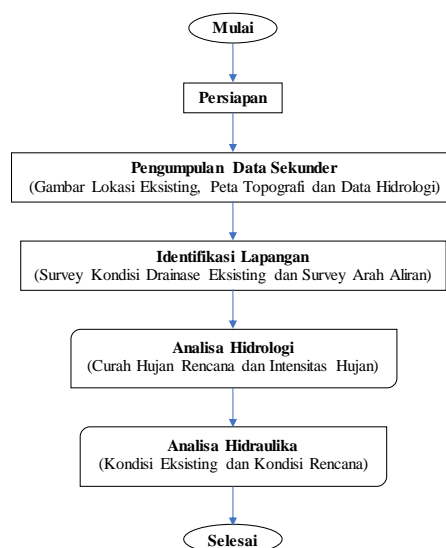 Mulai
Persiapan
Pengumpulan Data Sekunder
(Gambar Lokasi Eksisting, Peta Topografi dan Data Hidrologi)
Identifikasi Lapangan
(Survey Kondisi Drainase Eksisting dan Survey Arah Aliran)
Analisa Hidrologi
(Curah Hujan Rencana dan Intensitas Hujan)
Analisa Hidraulika
(Kondisi Eksisting dan Kondisi Rencana)
Selesai